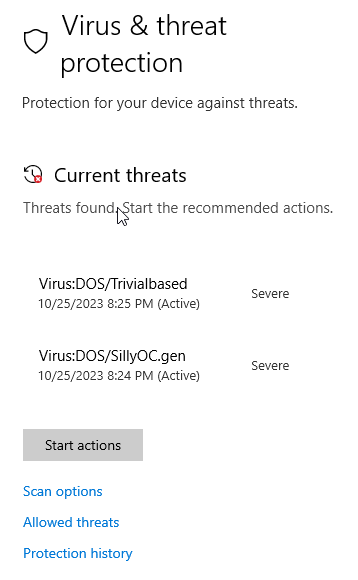 Virus & threat
protection
Protection for your device against threats.
Current threats
Threats found. Start the recommended actions.
Virus:DOS/Trivialbased
10/25/2023 8:25 PM (Active)
Severe
Virus:DOS/SillyOC.gen
10/25/2023 8:24 PM (Active)
Severe
Start actions
Scan options
Allowed threats
Protection history